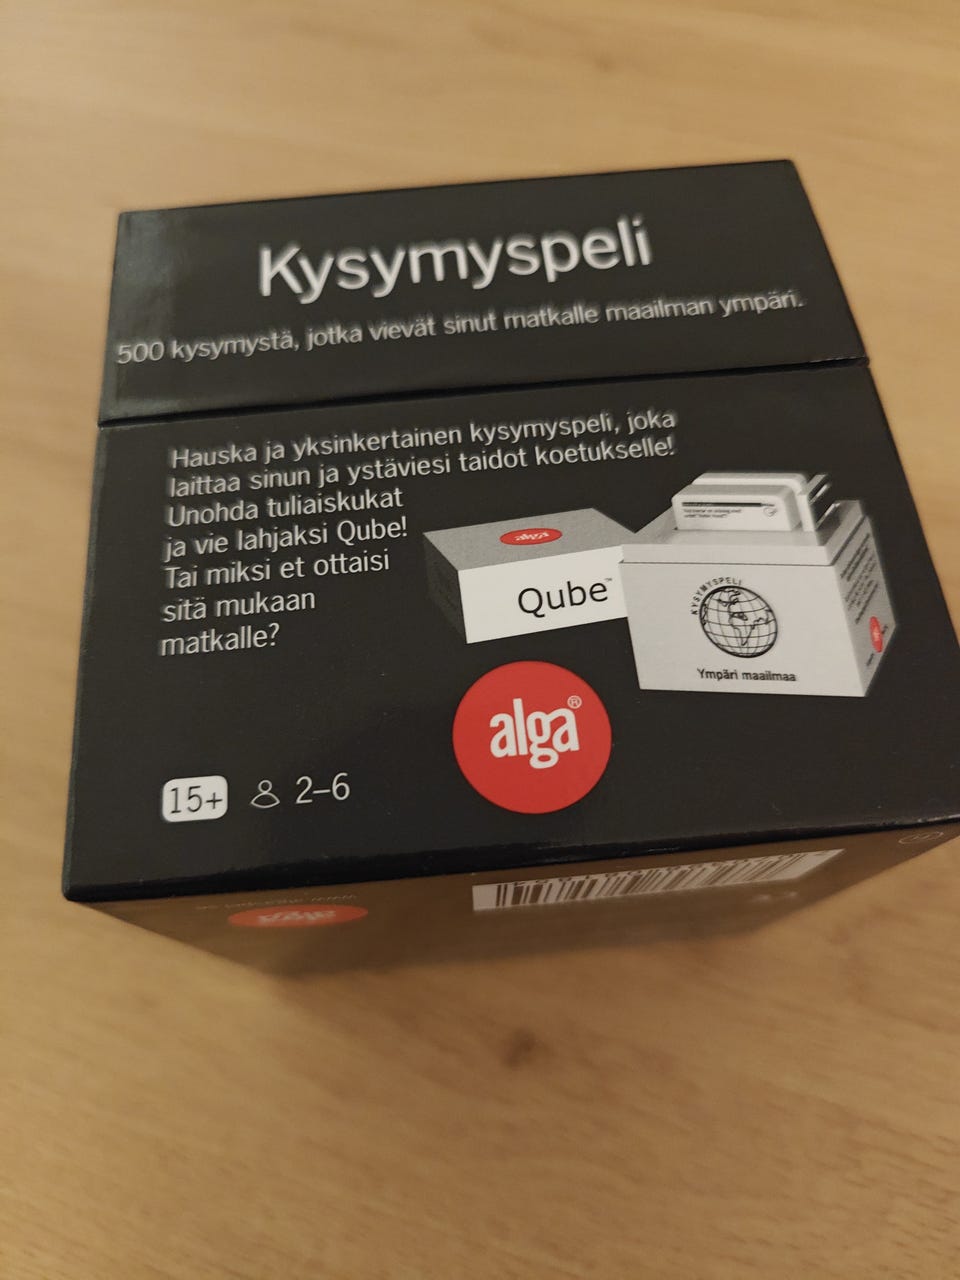 Kysymyspeli
500 kysymystä, jotka vievät sinut matkalle maailman ympäri.
Hauska ja yksinkertainen kysymyspeli, joka
laittaa sinun ja ystäviesi taidot koetukselle!
Unohda tuliaiskukat
ja vie lahjaksi Qube!
Tai miksi et ottaisi
sitä mukaan
matkalle?
alga
Qube™
KYSYMYSPELI
Ympäri maailmaa
alga®
15+ 2–6
alga